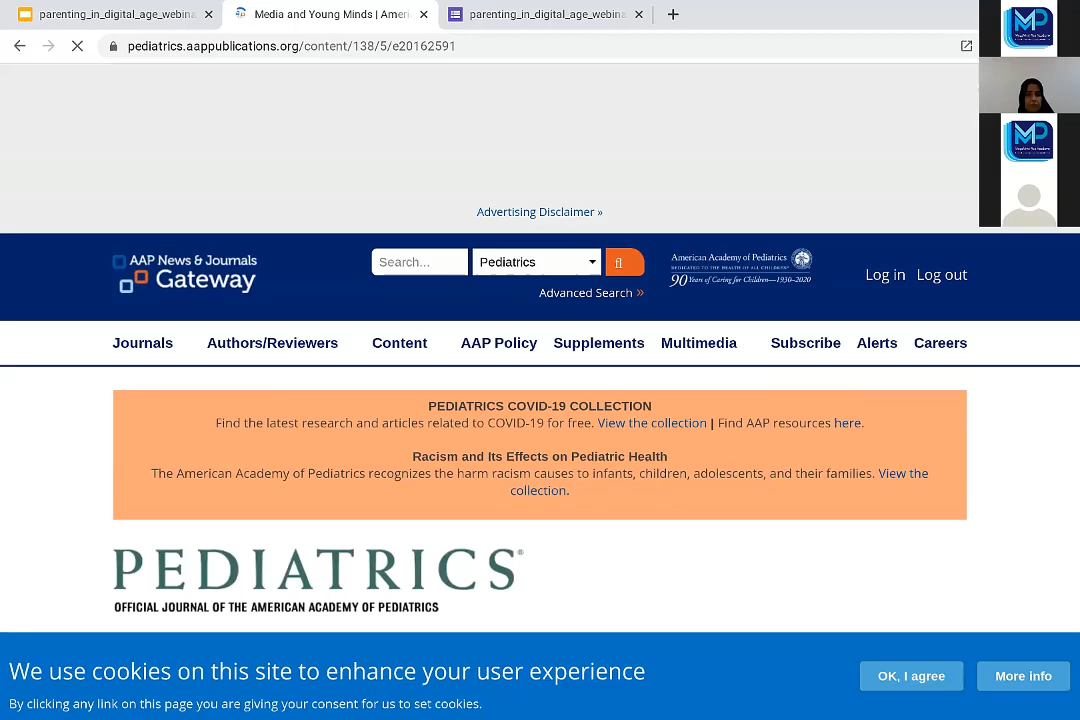 parenting_in_digital_age_webina
Media and Young Minds | Ameri
parenting_in_digital_age_webina
pediatrics.aappublications.org/content/138/5/e20162591
MP
MP
Advertising Disclaimer »
AAP News & Journals
Gateway
Search...
Pediatrics
Advanced Search »
American Academy of Pediatrics
DEDICATED TO THE HEALTH OF ALL CHILDREN®
90 Years of Caring for Children—1930–2020
Log in Log out
Journals Authors/Reviewers Content AAP Policy Supplements Multimedia Subscribe Alerts Careers
PEDIATRICS COVID-19 COLLECTION
Find the latest research and articles related to COVID-19 for free. View the collection | Find AAP resources here.
Racism and Its Effects on Pediatric Health
The American Academy of Pediatrics recognizes the harm racism causes to infants, children, adolescents, and their families. View the
collection.
PEDIATRICS®
OFFICIAL JOURNAL OF THE AMERICAN ACADEMY OF PEDIATRICS
We use cookies on this site to enhance your user experience
By clicking any link on this page you are giving your consent for us to set cookies.
OK, I agree
More info